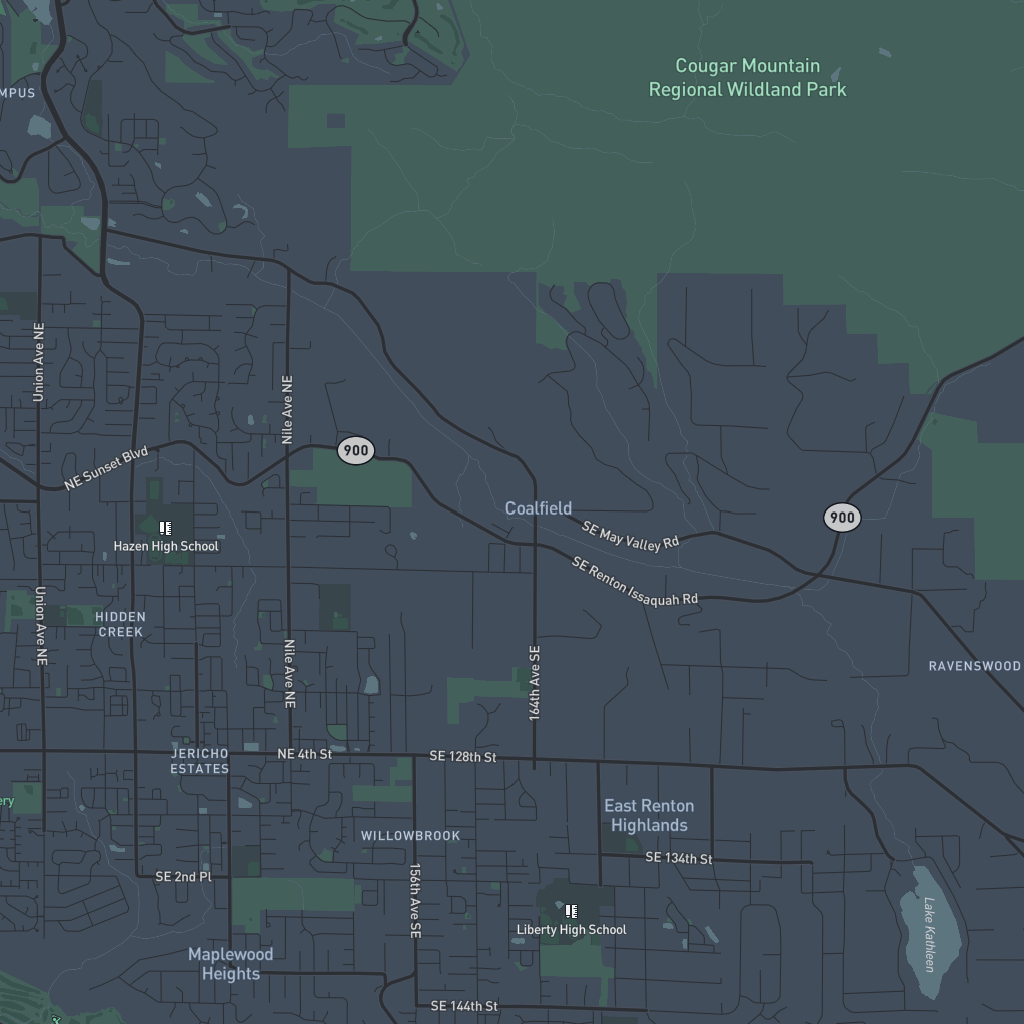 Cougar Mountain
Regional Wildland Park
MPUS
Union Ave NE
Nile Ave NE
900
NE Sunset Blvd
Coalfield
900
SE May Valley Rd
Hazen High School
SE Renton Issaquah Rd
Union Ave NE
HIDDEN
CREEK
Nile Ave NE
164th Ave SE
RAVENSWOOD
JERICHO
ESTATES
NE 4th St
SE 128th St
ery
East Renton
Highlands
WILLOWBROOK
SE 134th St
SE 2nd Pl
156th Ave SE
Liberty High School
Lake Kathleen
Maplewood
Heights
SE 144th St